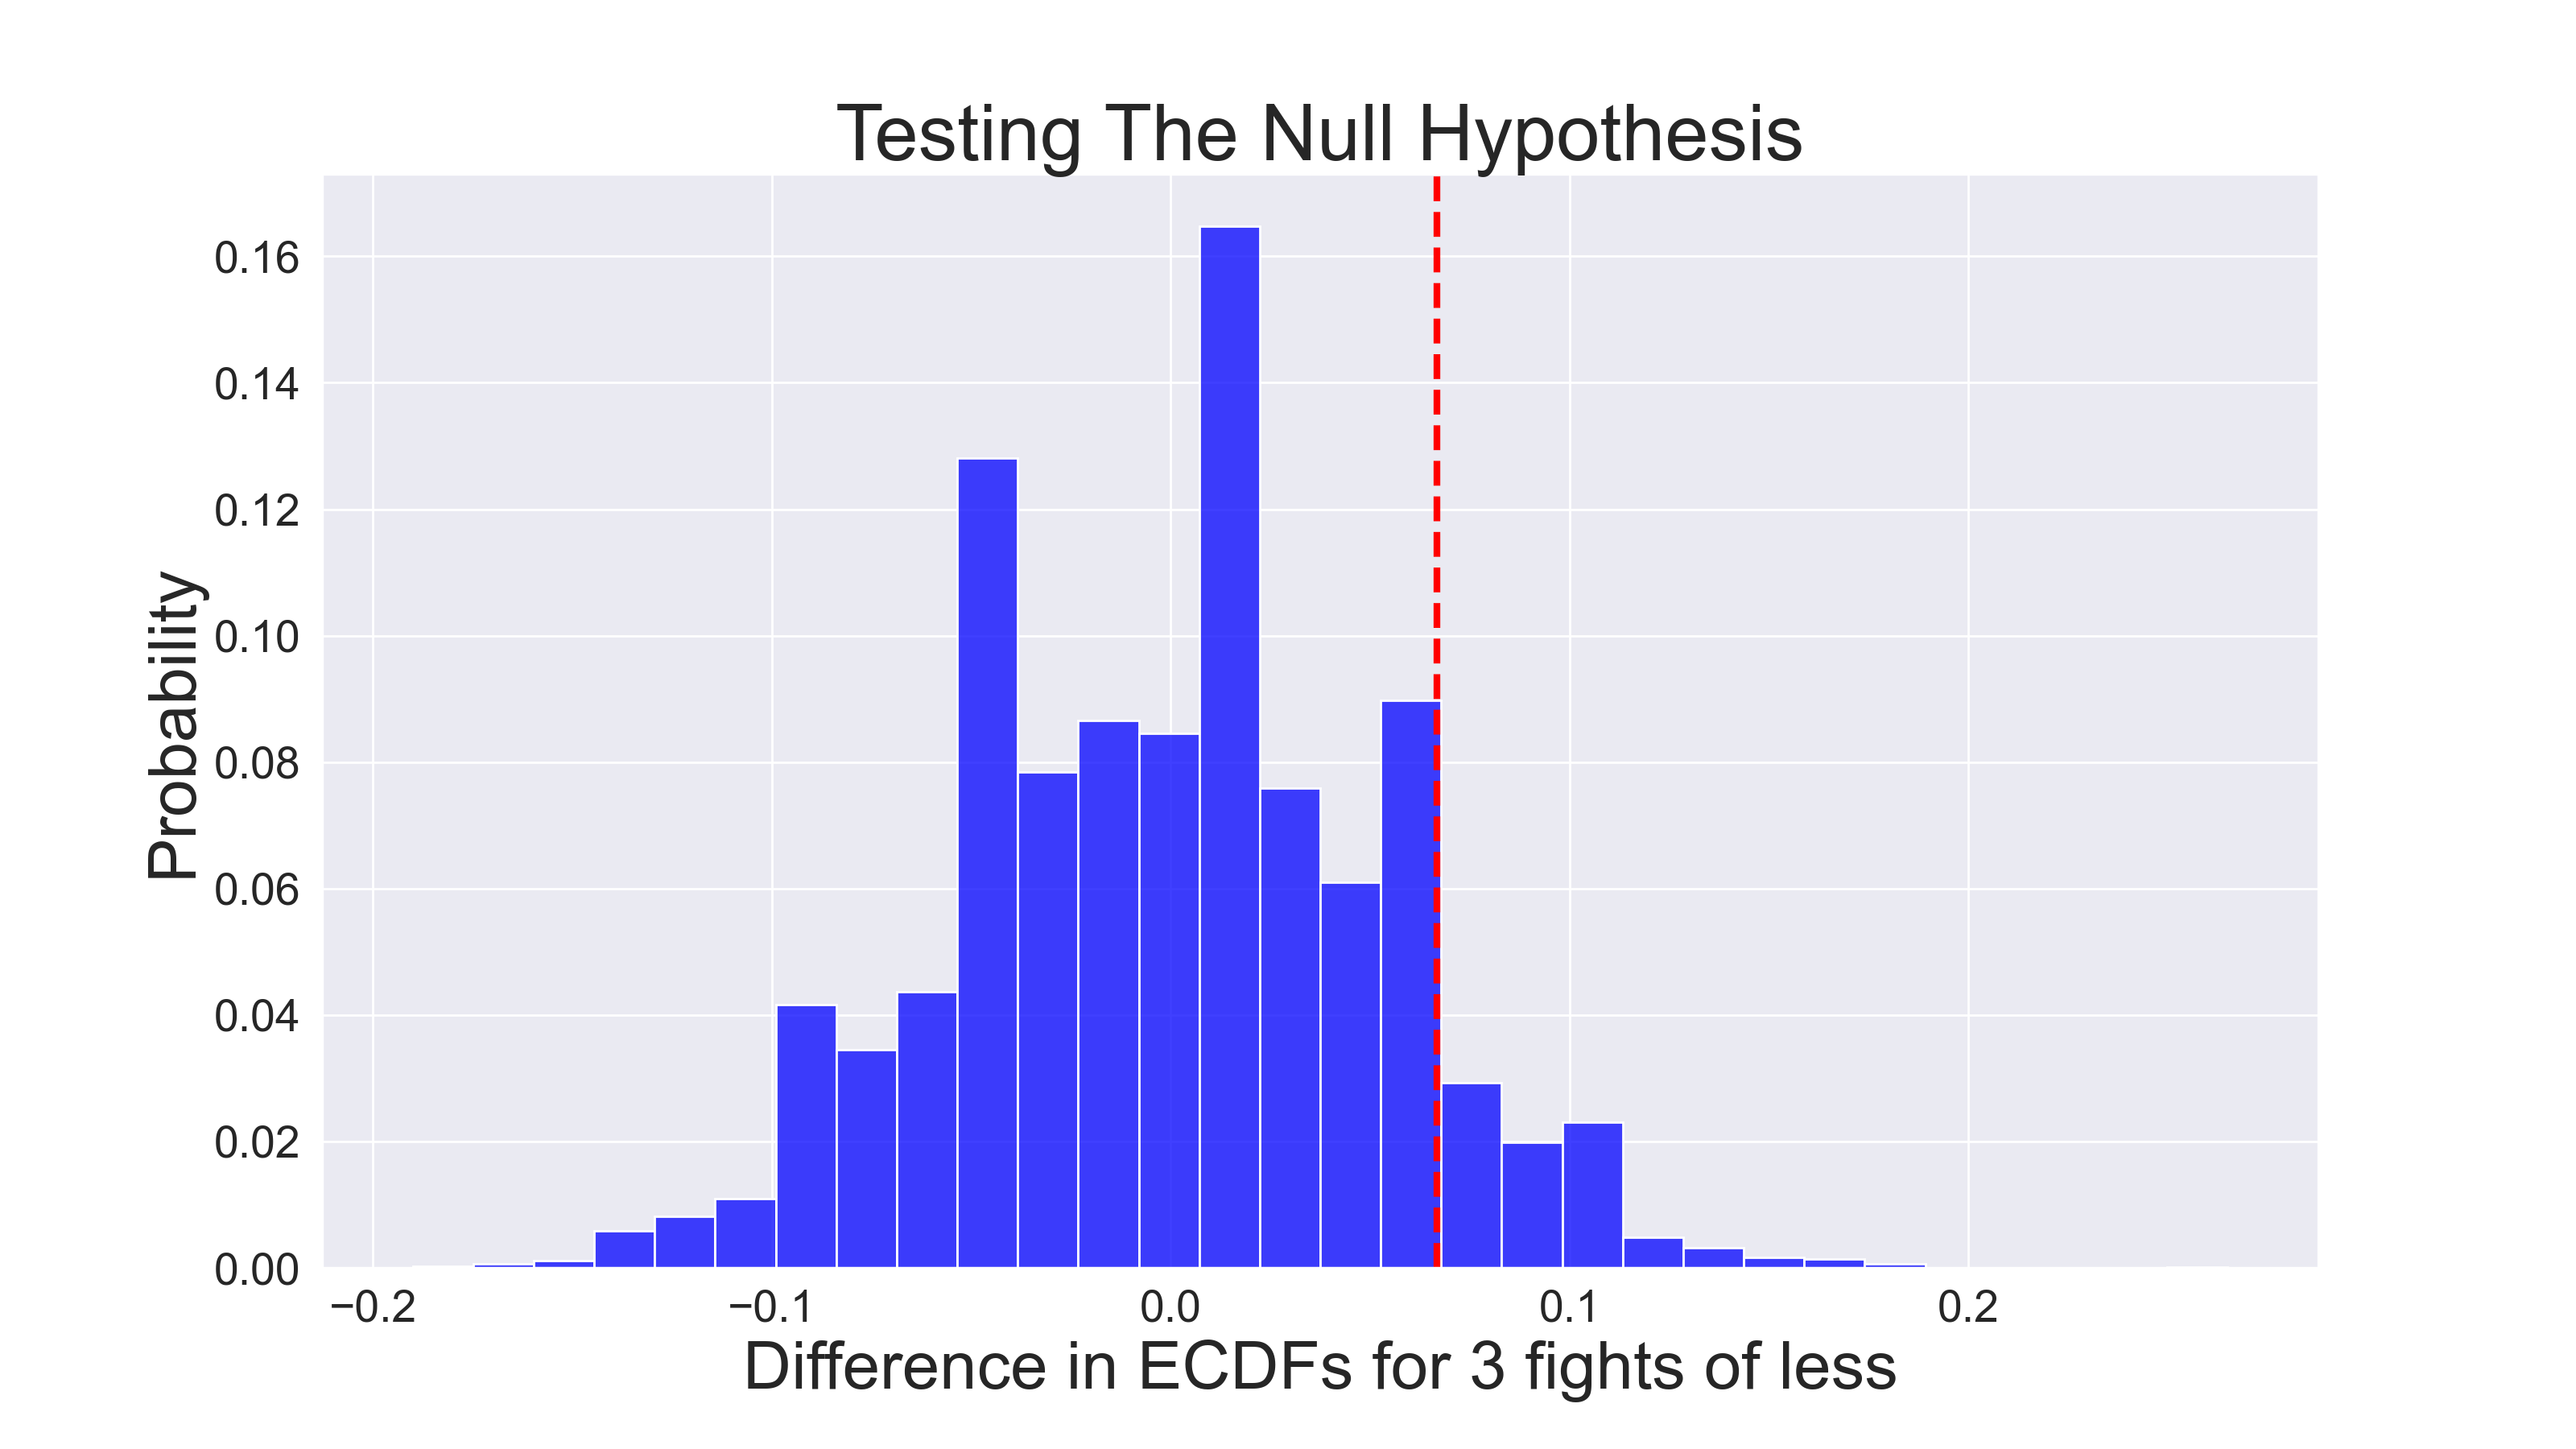 Testing The Null Hypothesis
Probability
0.16
0.14
0.12
0.10
0.08
0.06
0.04
0.02
0.00
−0.2 −0.1 0.0 0.1 0.2
Difference in ECDFs for 3 fights of less